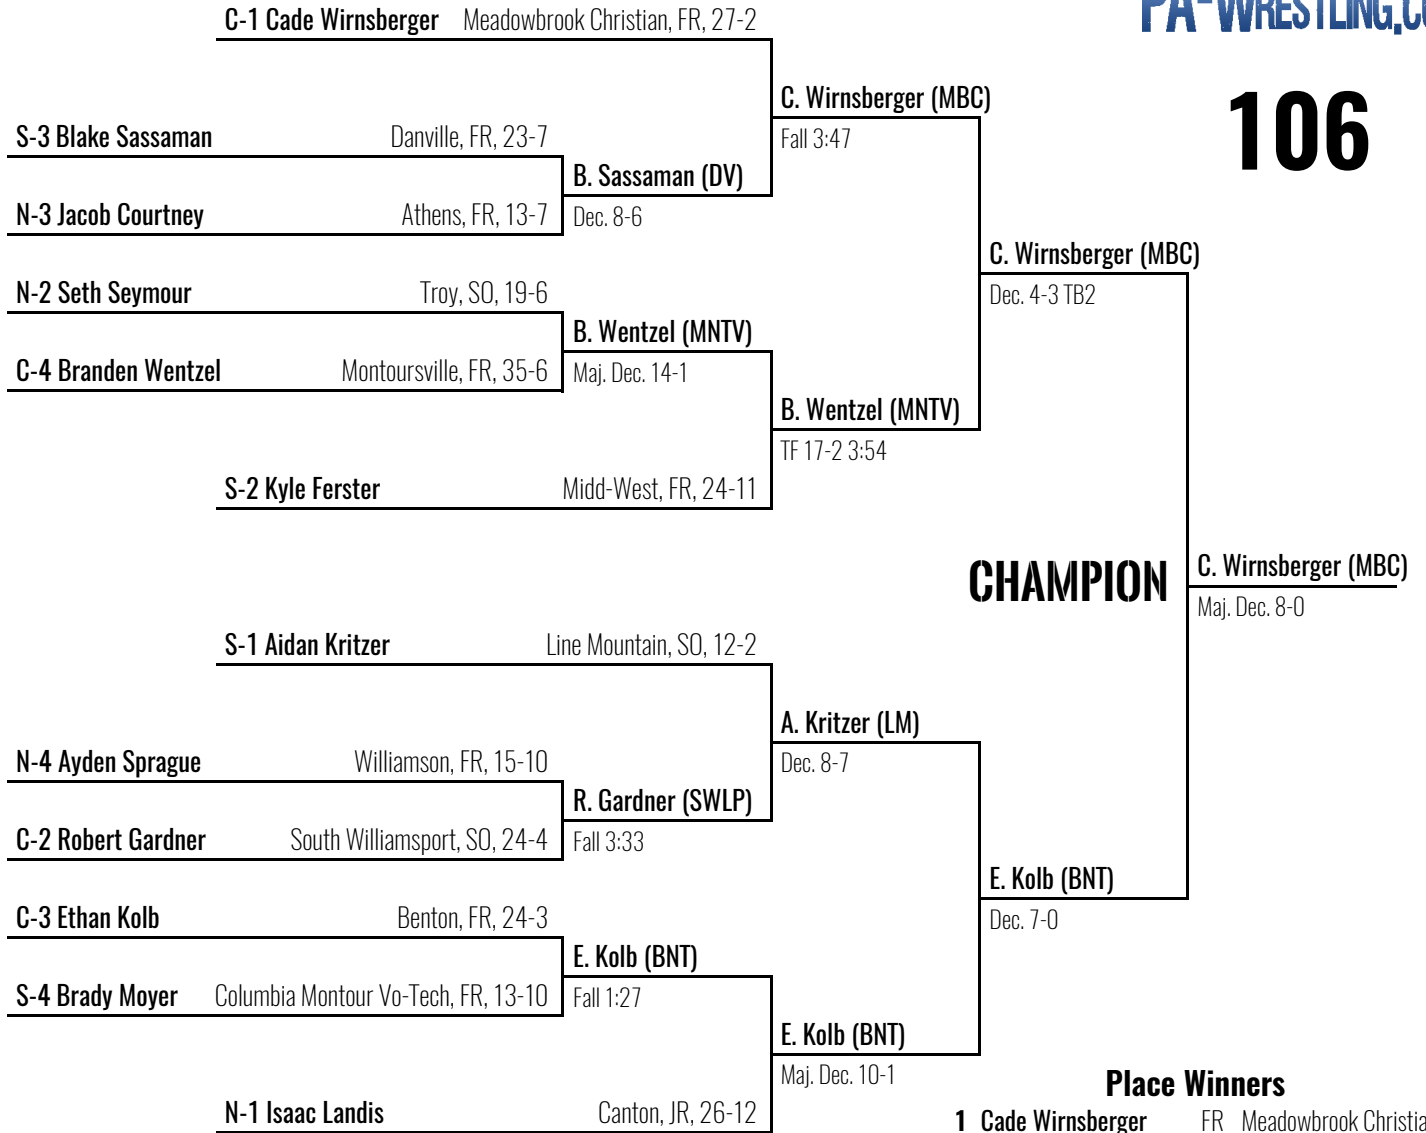 C-1 Cade Wirnsberger Meadowbrook Christian, FR, 27-2
106
C. Wirnsberger (MBC)
Fall 3:47
S-3 Blake Sassaman Danville, FR, 23-7
B. Sassaman (DV)
Dec. 8-6
N-3 Jacob Courtney Athens, FR, 13-7
C. Wirnsberger (MBC)
Dec. 4-3 TB2
N-2 Seth Seymour Troy, SO, 19-6
B. Wentzel (MNTV)
Maj. Dec. 14-1
C-4 Branden Wentzel Montoursville, FR, 35-6
B. Wentzel (MNTV)
TF 17-2 3:54
S-2 Kyle Ferster Midd-West, FR, 24-11
CHAMPION
C. Wirnsberger (MBC)
Maj. Dec. 8-0
S-1 Aidan Kritzer Line Mountain, SO, 12-2
A. Kritzer (LM)
Dec. 8-7
N-4 Ayden Sprague Williamson, FR, 15-10
R. Gardner (SWLP)
Fall 3:33
C-2 Robert Gardner South Williamsport, SO, 24-4
E. Kolb (BNT)
Dec. 7-0
C-3 Ethan Kolb Benton, FR, 24-3
E. Kolb (BNT)
Fall 1:27
S-4 Brady Moyer Columbia Montour Vo-Tech, FR, 13-10
E. Kolb (BNT)
Maj. Dec. 10-1
N-1 Isaac Landis Canton, JR, 26-12
Place Winners
1 Cade Wirnsberger FR Meadowbrook